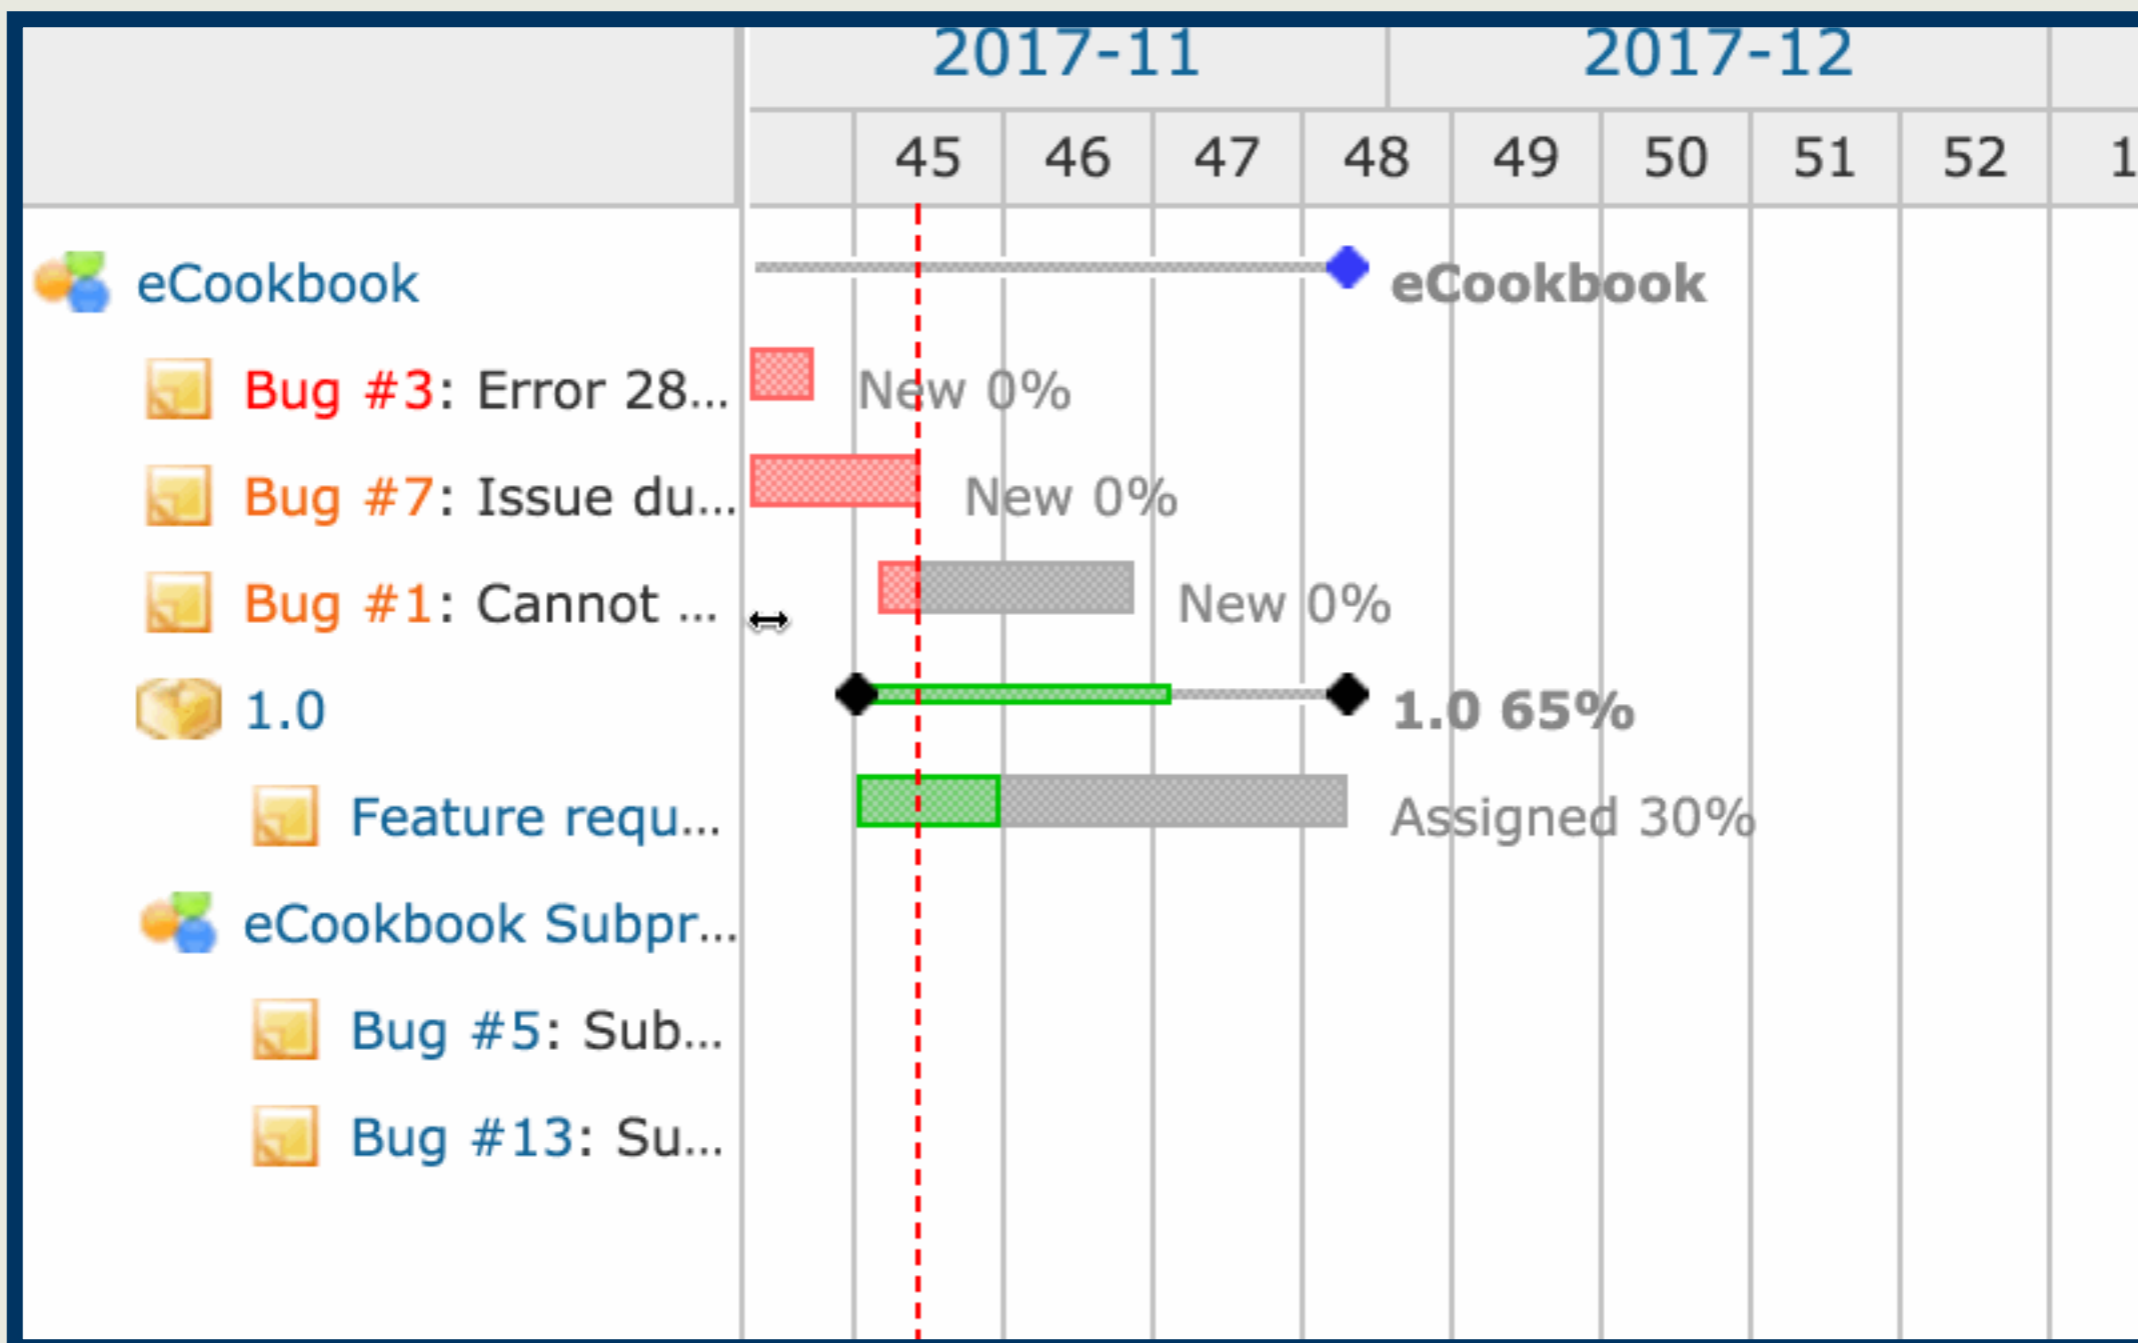 2017-11 2017-12
45 46 47 48 49 50 51 52 1
eCookbook eCookbook
Bug #3: Error 28... New 0%
Bug #7: Issue du... New 0%
Bug #1: Cannot ... New 0%
1.0 1.0 65%
Feature requ... Assigned 30%
eCookbook Subpr...
Bug #5: Sub...
Bug #13: Su...